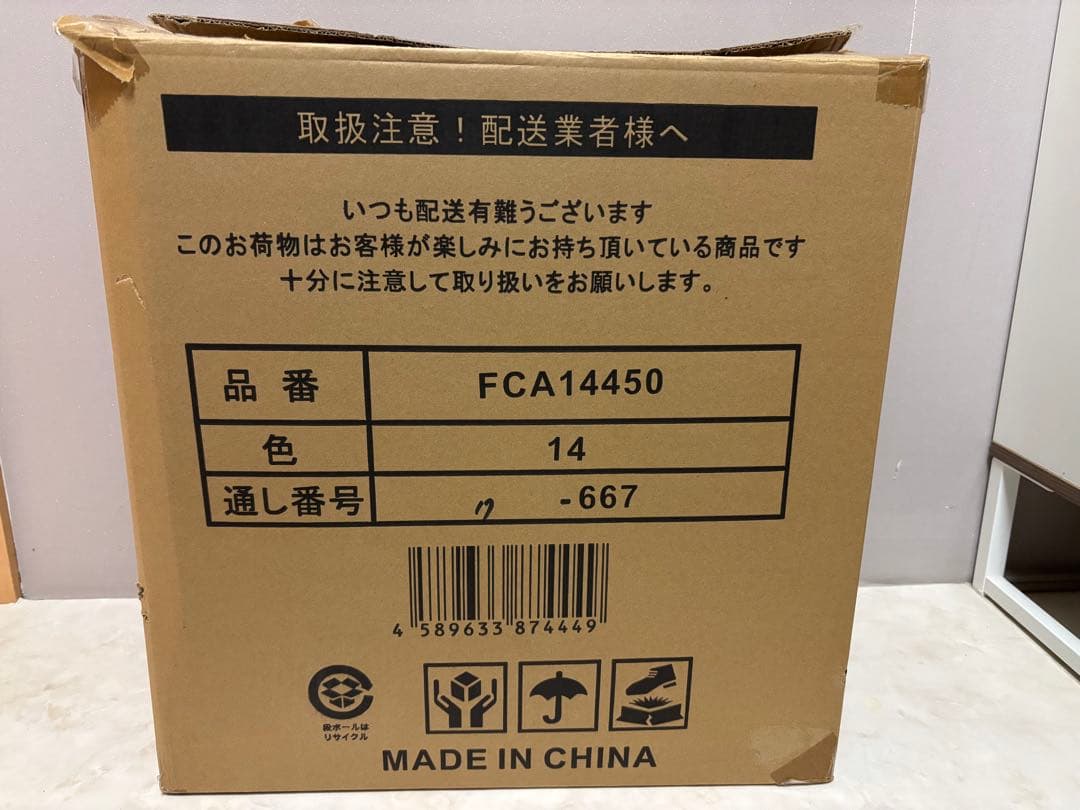 取扱注意！配送業者様へ
いつも配送有難うございます
このお荷物はお客様が楽しみにお持ち頂いている商品です
十分に注意して取り扱いをお願いします。
品番 FCA14450
色 14
通し番号 17 -667
4 589633 874449
段ボールは
リサイクル
MADE IN CHINA